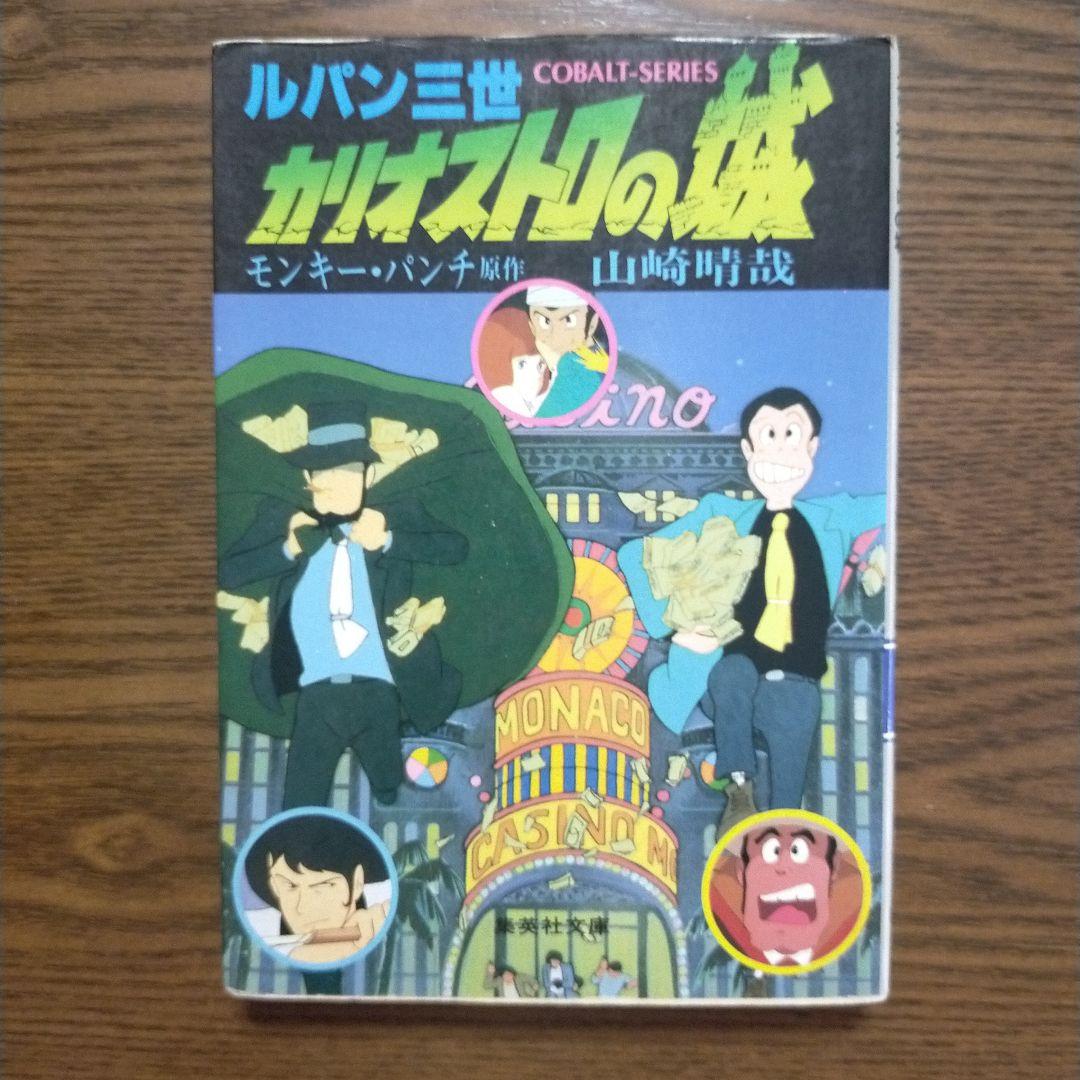 ルパン三世
COBALT-SERIES
カリオストロの城
モンキー・パンチ原作 山崎晴哉
MONACO
CASINO
集英社文庫